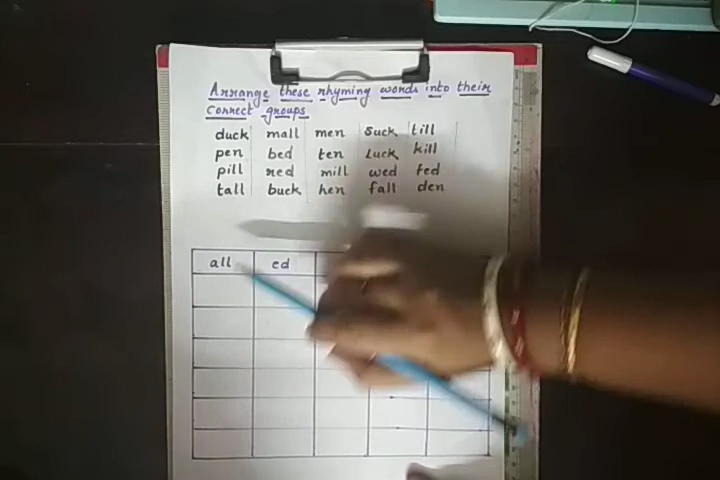 Arrange these rhyming words into their
correct groups
duck mall men suck till
pen bed ten Luck kill
pill red mill wed fed
tall buck hen fall den
all ed